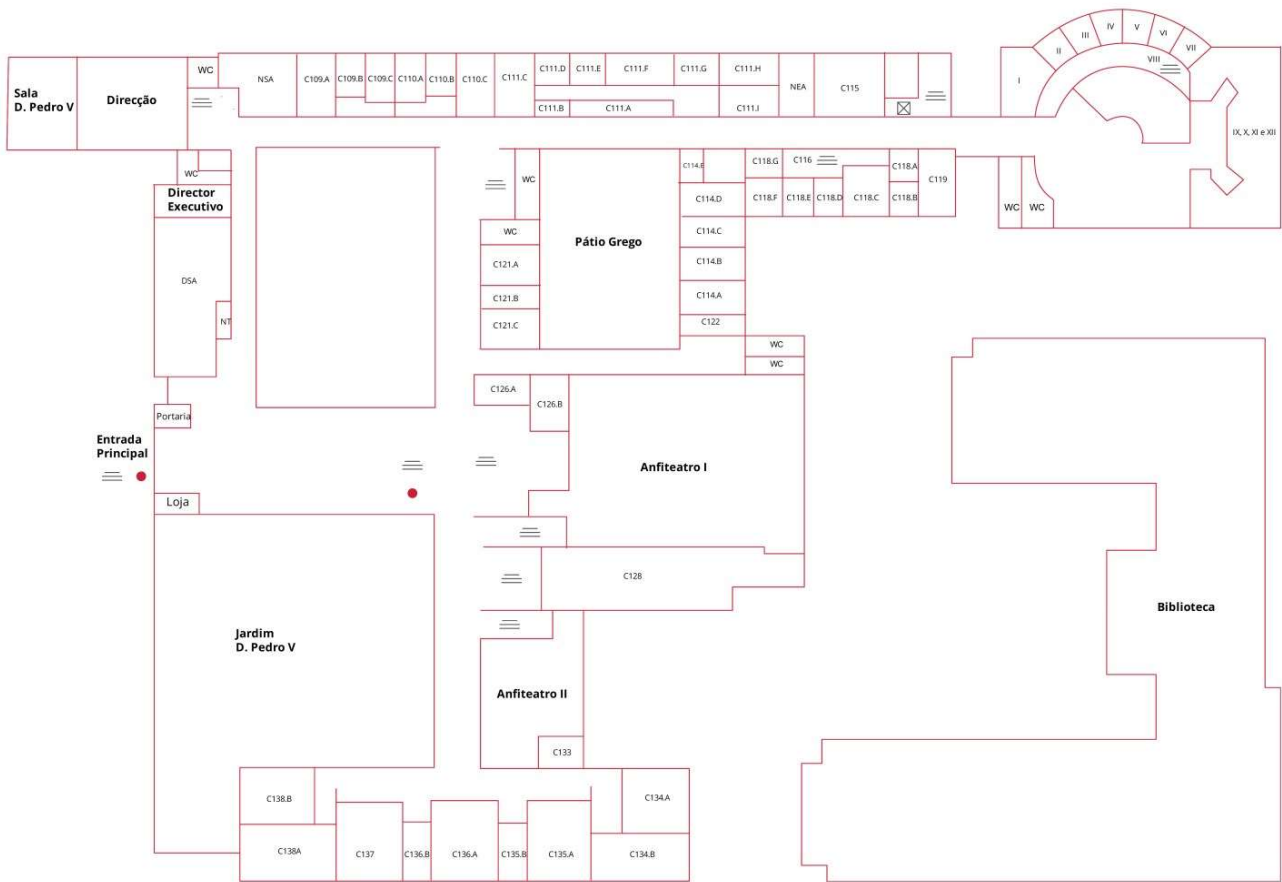 Sala
D. Pedro V
Direcção
WC
NSA
C109.A
C109.B
C109.C
C110.A
C110.B
C110.C
C111.C
C111.D
C111.E
C111.F
C111.G
C111.H
C111.B
C111.A
C111.I
NEA
C115
I
II
III
IV
V
VI
VII
VIII
IX, X, XI e XII
WC
Director
Executivo
WC
WC
Pátio Grego
C114.E
C114.D
C114.C
C114.B
C114.A
C122
C118.G
C116
C118.F
C118.E
C118.D
C118.C
C118.A
C118.B
C119
WC
WC
C121.A
C121.B
C121.C
DSA
NT
WC
WC
C126.A
C126.B
Portaria
Entrada
Principal
Loja
Anfiteatro I
C128
Biblioteca
Jardim
D. Pedro V
Anfiteatro II
C133
C138.B
C138A
C137
C136.B
C136.A
C135.B
C135.A
C134.A
C134.B